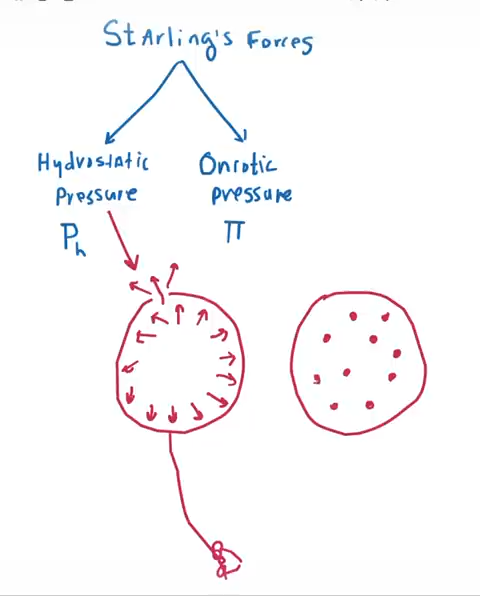 Starling's Forces
Hydrostatic
Pressure
Ph
Oncotic
pressure
π